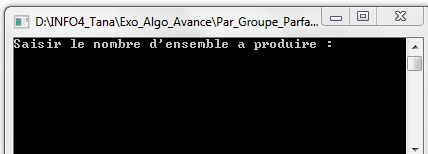 D:\INFO4_Tana\Exo_Algo_Avance\Par_Groupe_Parfa...
Saisir le nombre d'ensemble a produire :